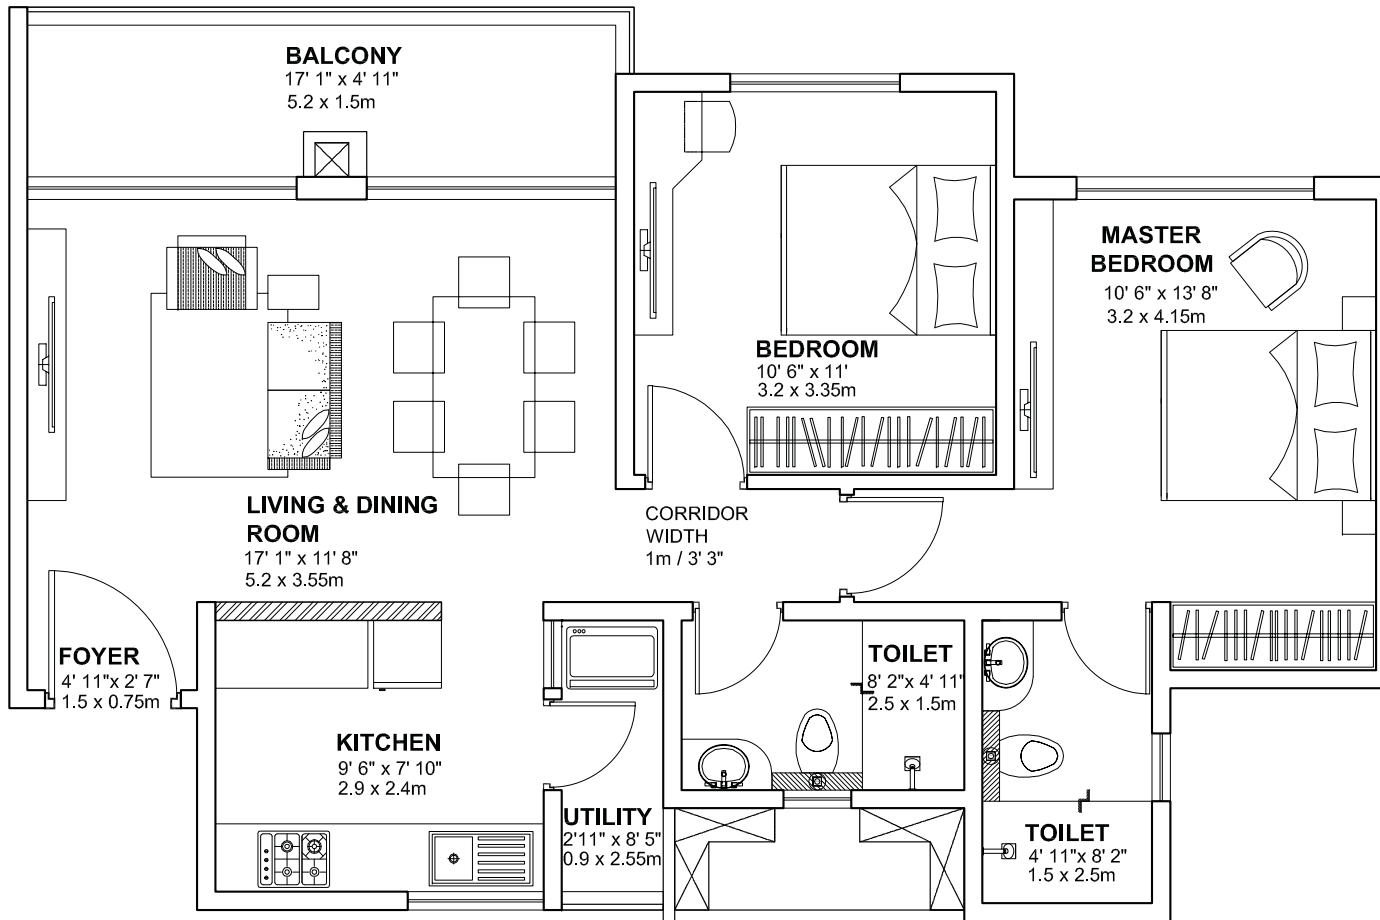 BALCONY
17' 1" x 4' 11"
5.2 x 1.5m
MASTER
BEDROOM
10' 6" x 13' 8"
3.2 x 4.15m
BEDROOM
10' 6" x 11'
3.2 x 3.35m
LIVING & DINING
ROOM
17' 1" x 11' 8"
5.2 x 3.55m
CORRIDOR
WIDTH
1m / 3' 3"
FOYER
4' 11"x 2' 7"
1.5 x 0.75m
TOILET
8' 2"x 4' 11"
2.5 x 1.5m
KITCHEN
9' 6" x 7' 10"
2.9 x 2.4m
UTILITY
2'11" x 8' 5"
0.9 x 2.55m
TOILET
4' 11"x 8' 2"
1.5 x 2.5m